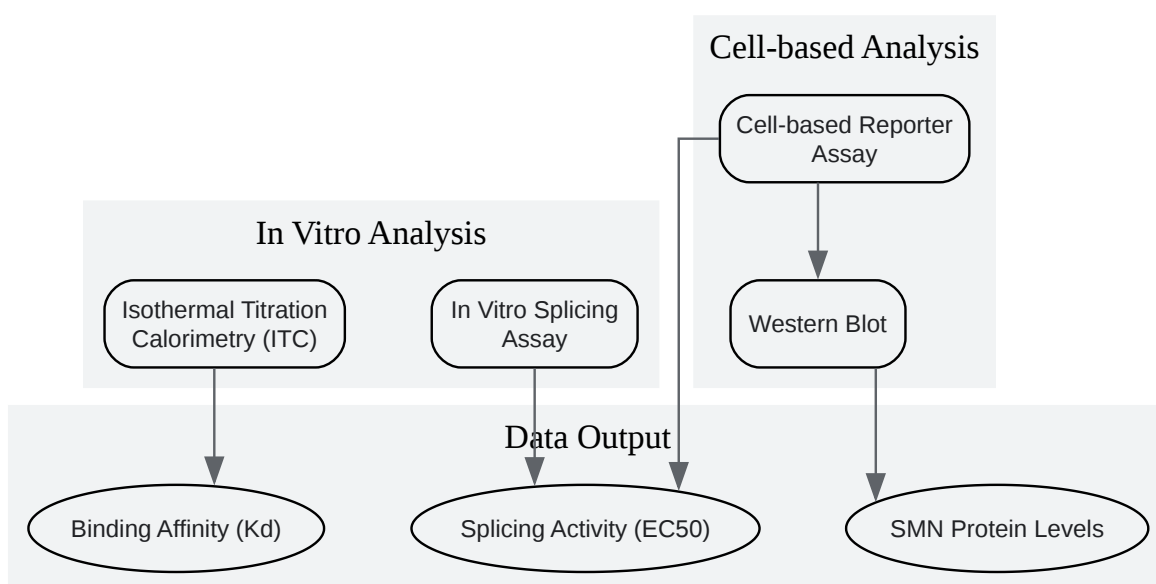 Cell-based Analysis
Cell-based Reporter
Assay
In Vitro Analysis
Isothermal Titration
Calorimetry (ITC)
In Vitro Splicing
Assay
Western Blot
Data Output
Binding Affinity (Kd)
Splicing Activity (EC50)
SMN Protein Levels